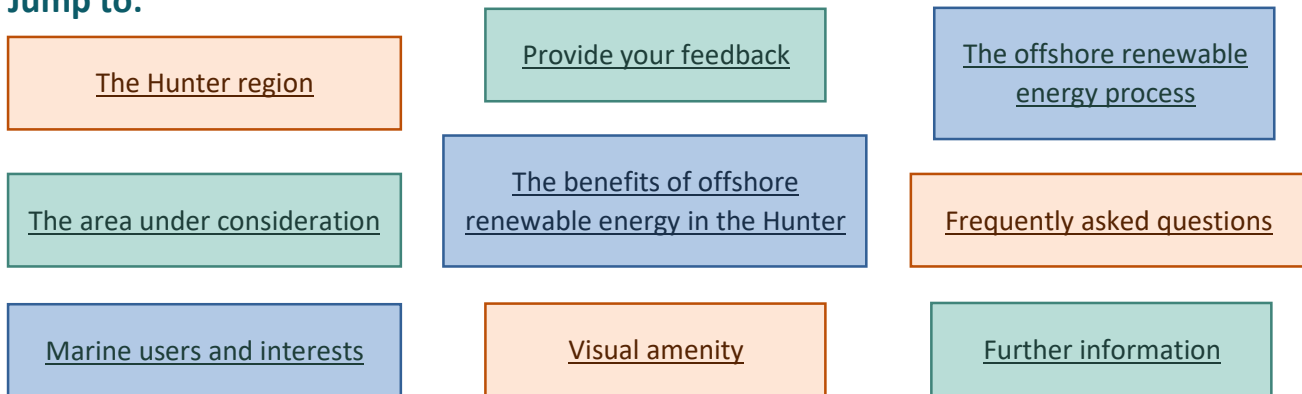 Jump to:
The Hunter region
Provide your feedback
The offshore renewable
energy process
The area under consideration
The benefits of offshore
renewable energy in the Hunter
Frequently asked questions
Marine users and interests
Visual amenity
Further information